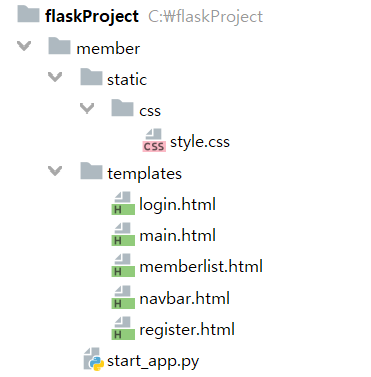 flaskProject C:₩flaskProject
member
static
css
CSS style.css
templates
H login.html
H main.html
H memberlist.html
H navbar.html
H register.html
start_app.py